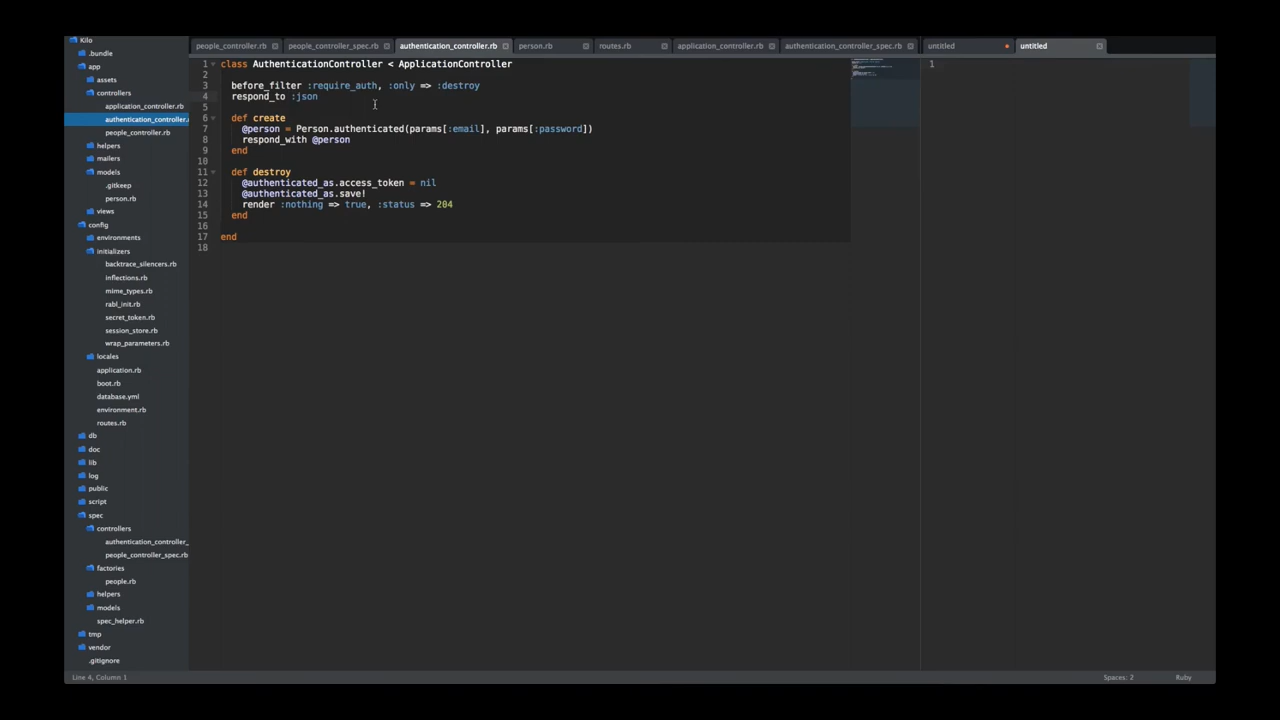 Kilo
.bundle
app
assets
controllers
application_controller.rb
authentication_controller.
people_controller.rb
helpers
mailers
models
.gitkeep
person.rb
views
config
environments
initializers
backtrace_silencers.rb
inflections.rb
mime_types.rb
rabl_init.rb
secret_token.rb
session_store.rb
wrap_parameters.rb
locales
application.rb
boot.rb
database.yml
environment.rb
routes.rb
db
doc
lib
log
public
script
spec
controllers
authentication_controller_
people_controller_spec.rb
factories
people.rb
helpers
models
spec_helper.rb
tmp
vendor
.gitignore
people_controller.rb people_controller_spec.rb authentication_controller.rb person.rb routes.rb application_controller.rb authentication_controller_spec.rb untitled untitled
1 class AuthenticationController < ApplicationController
2
3 before_filter :require_auth, :only => :destroy
4 respond_to :json
5
6 def create
7 @person = Person.authenticated(params[:email], params[:password])
8 respond_with @person
9 end
10
11 def destroy
12 @authenticated_as.access_token = nil
13 @authenticated_as.save!
14 render :nothing => true, :status => 204
15 end
16
17 end
18
1
Line 4, Column 1 Spaces: 2 Ruby